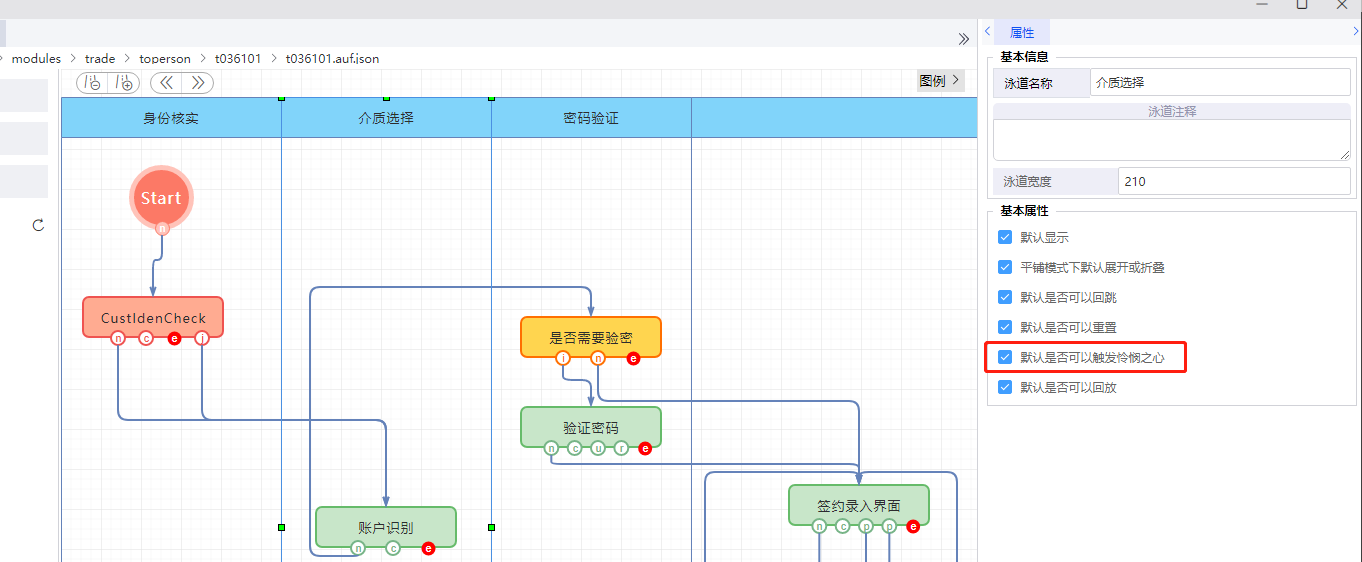 属性
modules > trade > toperson > t036101 > t036101.auf.json
基本信息
泳道名称 介质选择
图例
泳道注释
身份核实 介质选择 密码验证
泳道宽度 210
Start
n
基本属性
默认显示
平铺模式下默认展开或折叠
默认是否可以回跳
CustIdenCheck
n c e j
默认是否可以重置
是否需要验密
i n e
默认是否可以触发怜悯之心
默认是否可以回放
验证密码
n c u r e
签约录入界面
n c p p e
账户识别
n c e